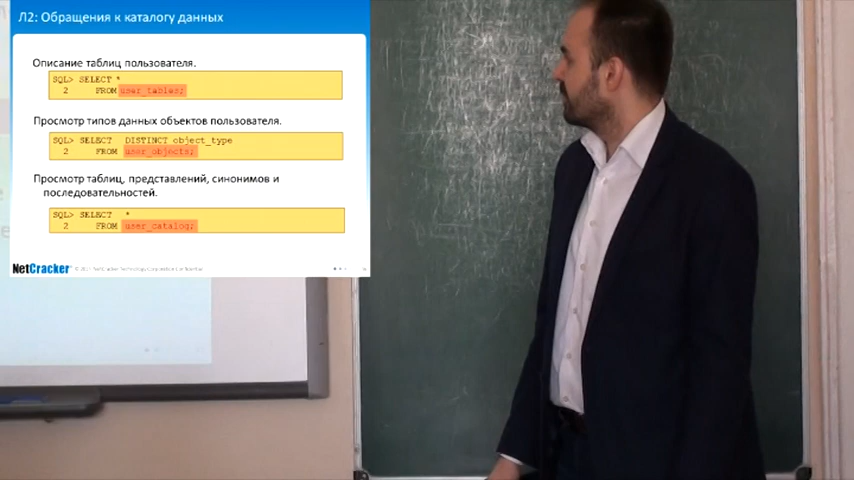 Л2: Обращения к каталогу данных
Описание таблиц пользователя.
SQL> SELECT *
2 FROM user_tables;
Просмотр типов данных объектов пользователя.
SQL> SELECT DISTINCT object_type
2 FROM user_objects;
Просмотр таблиц, представлений, синонимов и
последовательностей.
SQL> SELECT *
2 FROM user_catalog;
NetCracker